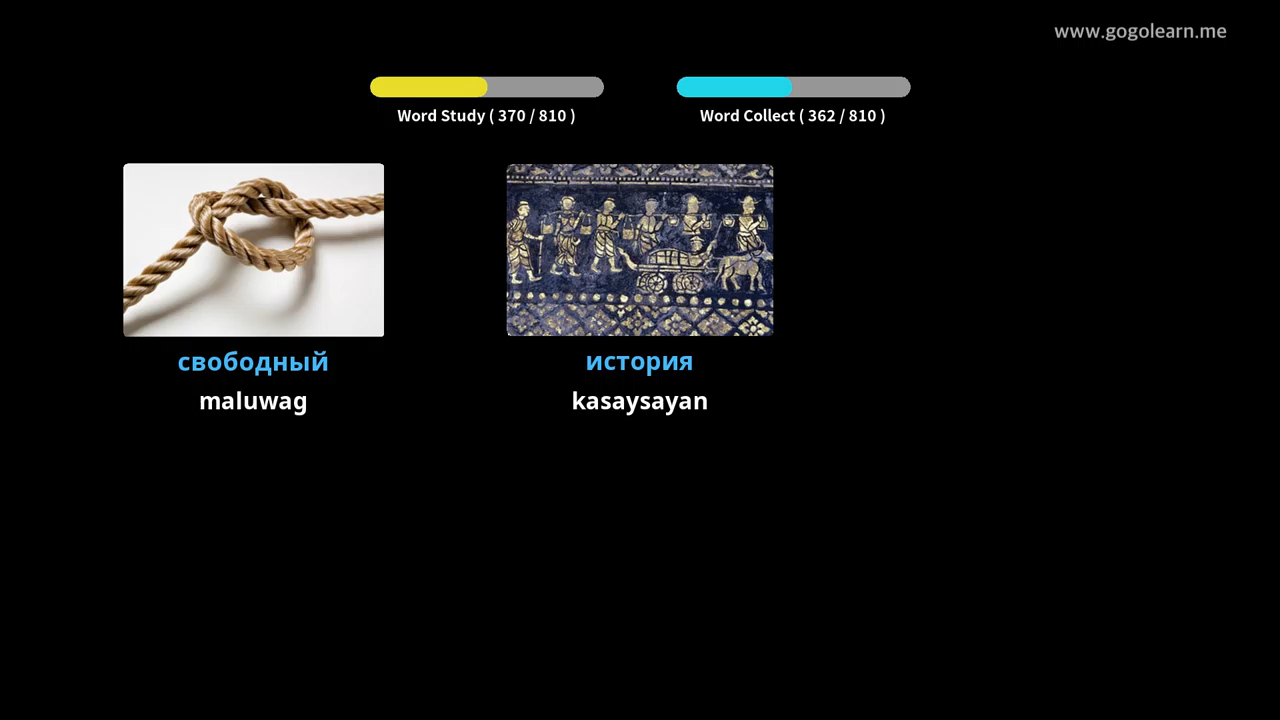 www.gogolearn.me
Word Study ( 370 / 810 )
Word Collect ( 362 / 810 )
свободный
maluwag
история
kasaysayan